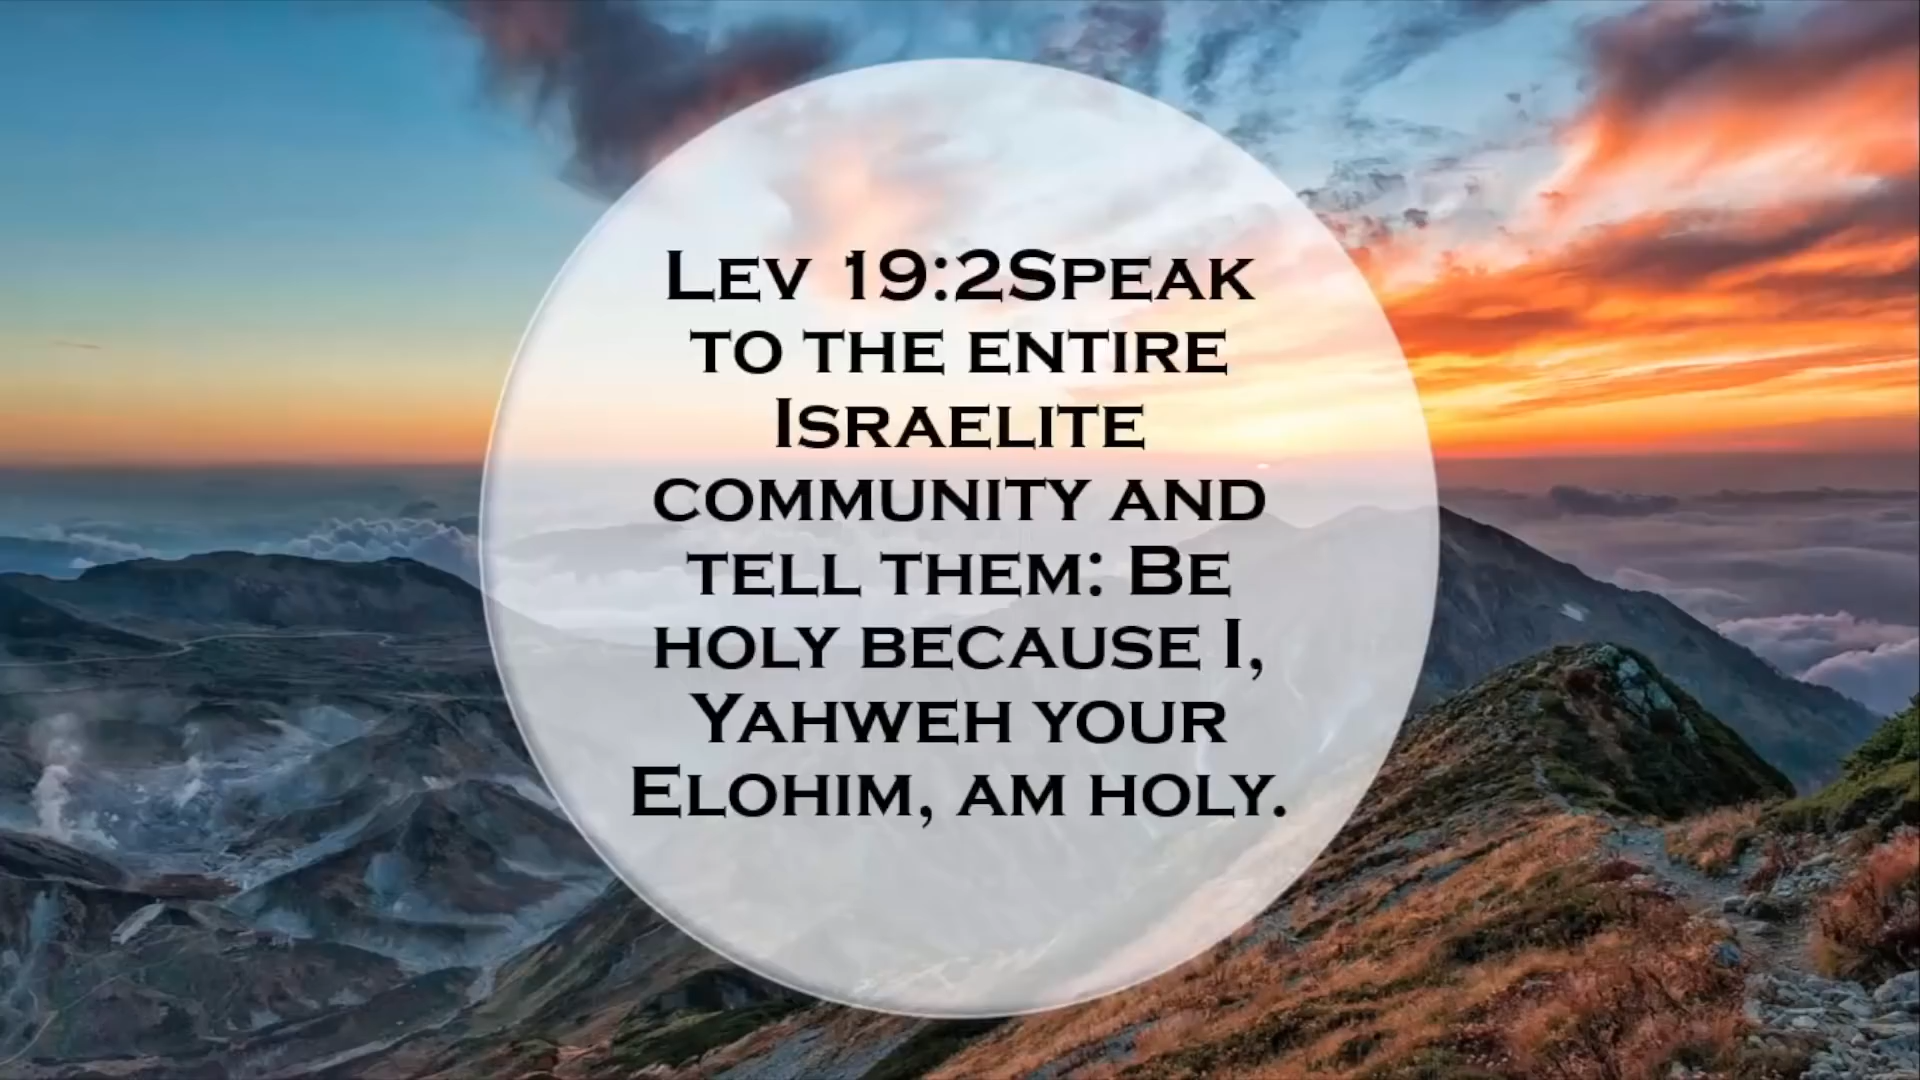 Lev 19:2Speak
to the entire
Israelite
community and
tell them: Be
holy because I,
Yahweh your
Elohim, am holy.